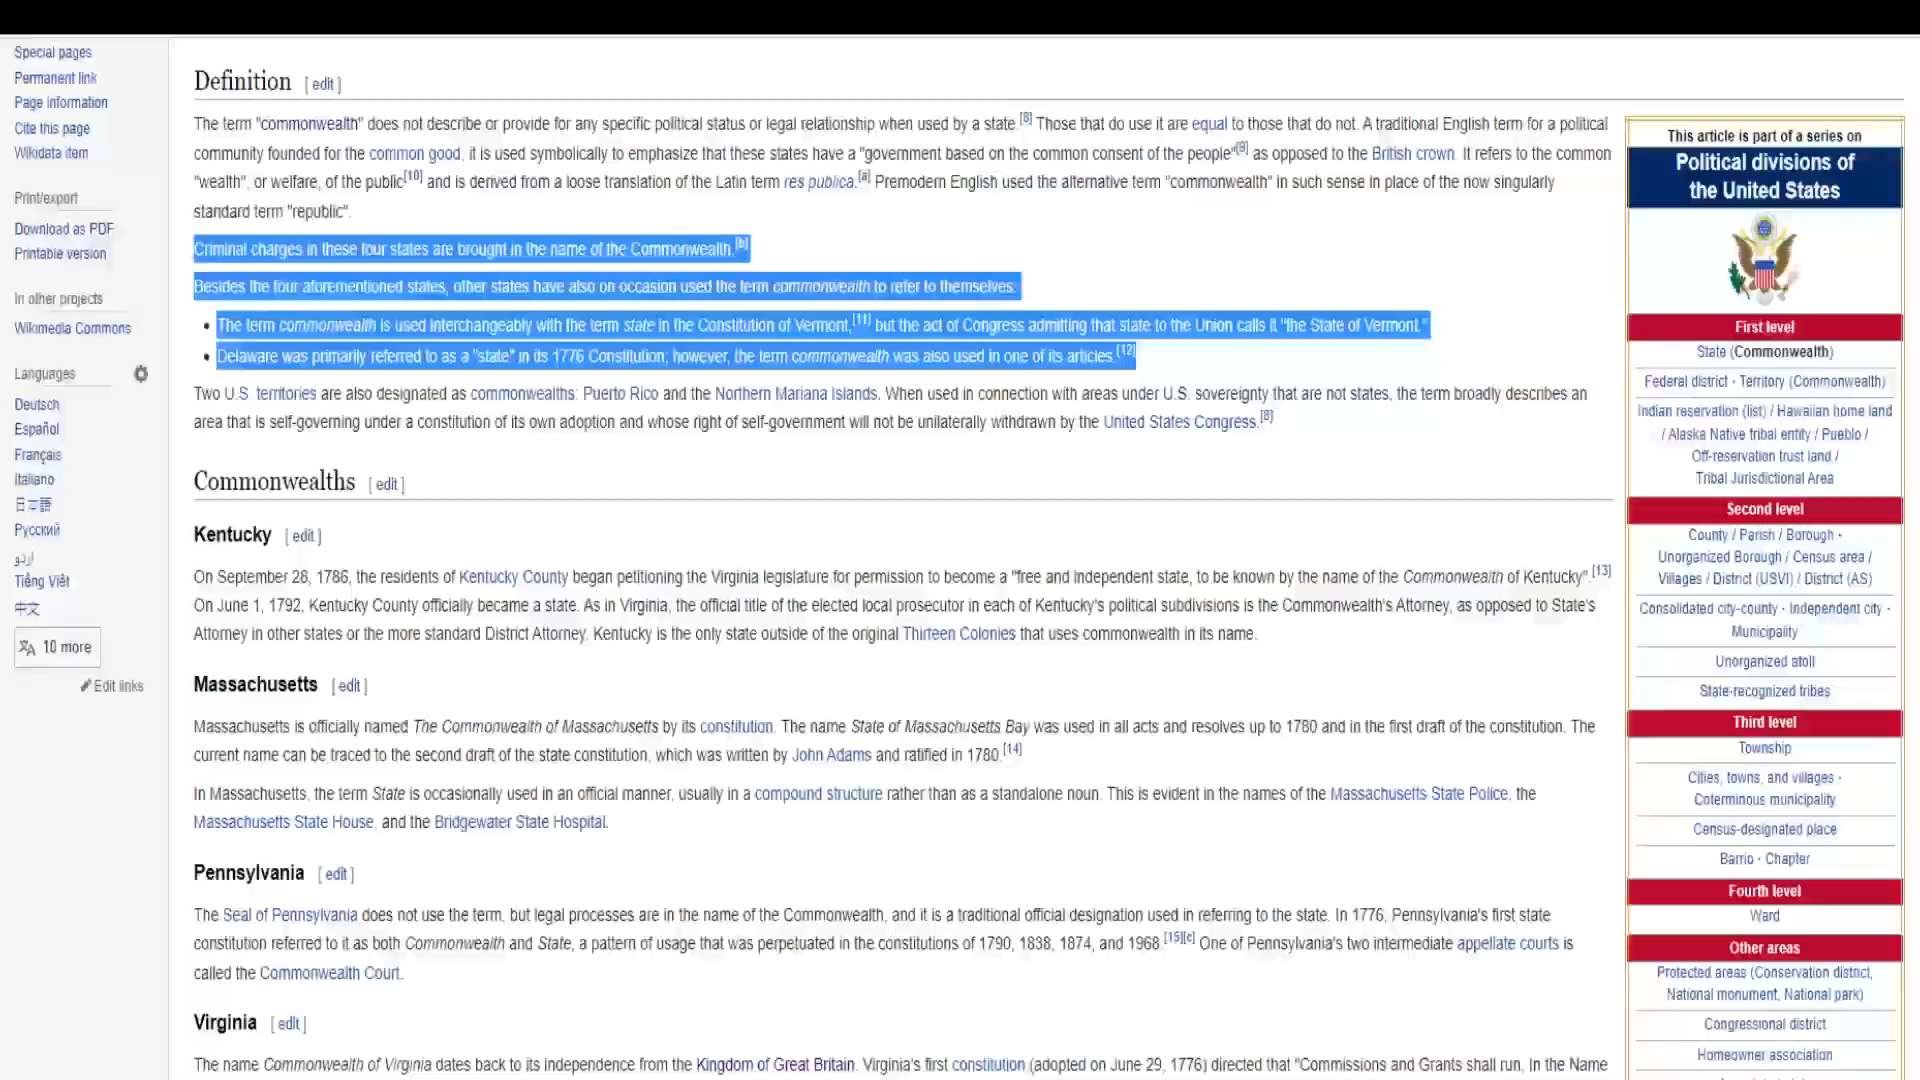 Special pages
Permanent link
Page information
Cite this page
Wikidata item
Print/export
Download as PDF
Printable version
In other projects
Wikimedia Commons
Languages
Deutsch
Español
Français
Italiano
日本語
Русский
اردو
Tiếng Việt
中文
10 more
Edit links
Definition [ edit ]
The term "commonwealth" does not describe or provide for any specific political status or legal relationship when used by a state.[8] Those that do use it are equal to those that do not. A traditional English term for a political
community founded for the common good, it is used symbolically to emphasize that these states have a "government based on the common consent of the people"[9] as opposed to the British crown. It refers to the common
"wealth", or welfare, of the public[10] and is derived from a loose translation of the Latin term res publica.[a] Premodern English used the alternative term "commonwealth" in such sense in place of the now singularly
standard term "republic".
Criminal charges in these four states are brought in the name of the Commonwealth.[b]
Besides the four aforementioned states, other states have also on occasion used the term commonwealth to refer to themselves:
• The term commonwealth is used interchangeably with the term state in the Constitution of Vermont,[11] but the act of Congress admitting that state to the Union calls it "the State of Vermont."
• Delaware was primarily referred to as a "state" in its 1776 Constitution; however, the term commonwealth was also used in one of its articles.[12]
Two U.S. territories are also designated as commonwealths: Puerto Rico and the Northern Mariana Islands. When used in connection with areas under U.S. sovereignty that are not states, the term broadly describes an
area that is self-governing under a constitution of its own adoption and whose right of self-government will not be unilaterally withdrawn by the United States Congress.[8]
Commonwealths [ edit ]
Kentucky [ edit ]
On September 28, 1786, the residents of Kentucky County began petitioning the Virginia legislature for permission to become a "free and independent state, to be known by the name of the Commonwealth of Kentucky".[13]
On June 1, 1792, Kentucky County officially became a state. As in Virginia, the official title of the elected local prosecutor in each of Kentucky's political subdivisions is the Commonwealth's Attorney, as opposed to State's
Attorney in other states or the more standard District Attorney. Kentucky is the only state outside of the original Thirteen Colonies that uses commonwealth in its name.
Massachusetts [ edit ]
Massachusetts is officially named The Commonwealth of Massachusetts by its constitution. The name State of Massachusetts Bay was used in all acts and resolves up to 1780 and in the first draft of the constitution. The
current name can be traced to the second draft of the state constitution, which was written by John Adams and ratified in 1780.[14]
In Massachusetts, the term State is occasionally used in an official manner, usually in a compound structure rather than as a standalone noun. This is evident in the names of the Massachusetts State Police, the
Massachusetts State House, and the Bridgewater State Hospital.
Pennsylvania [ edit ]
The Seal of Pennsylvania does not use the term, but legal processes are in the name of the Commonwealth, and it is a traditional official designation used in referring to the state. In 1776, Pennsylvania's first state
constitution referred to it as both Commonwealth and State, a pattern of usage that was perpetuated in the constitutions of 1790, 1838, 1874, and 1968.[15][c] One of Pennsylvania's two intermediate appellate courts is
called the Commonwealth Court.
Virginia [ edit ]
The name Commonwealth of Virginia dates back to its independence from the Kingdom of Great Britain. Virginia's first constitution (adopted on June 29, 1776) directed that "Commissions and Grants shall run, In the Name
This article is part of a series on
Political divisions of
the United States
First level
State (Commonwealth)
Federal district · Territory (Commonwealth)
Indian reservation (list) / Hawaiian home land
/ Alaska Native tribal entity / Pueblo /
Off-reservation trust land /
Tribal Jurisdictional Area
Second level
County / Parish / Borough ·
Unorganized Borough / Census area /
Villages / District (USVI) / District (AS)
Consolidated city-county · Independent city ·
Municipality
Unorganized atoll
State-recognized tribes
Third level
Township
Cities, towns, and villages ·
Coterminous municipality
Census-designated place
Barrio · Chapter
Fourth level
Ward
Other areas
Protected areas (Conservation district,
National monument, National park)
Congressional district
Homeowner association